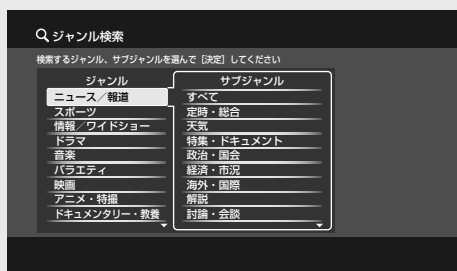 ジャンル検索
検索するジャンル、サブジャンルを選んで［決定］してください
ジャンル
ニュース／報道
スポーツ
情報／ワイドショー
ドラマ
音楽
バラエティ
映画
アニメ・特撮
ドキュメンタリー・教養
サブジャンル
すべて
定時・総合
天気
特集・ドキュメント
政治・国会
経済・市況
海外・国際
解説
討論・会談